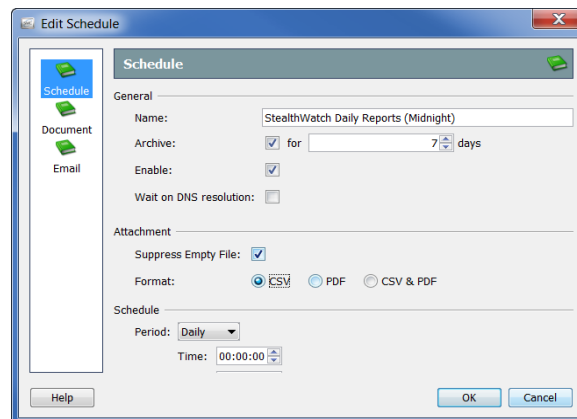 Edit Schedule
Schedule
Document
Email
Schedule
General
Name: StealthWatch Daily Reports (Midnight)
Archive: for 7 days
Enable:
Wait on DNS resolution:
Attachment
Suppress Empty File:
Format: CSV PDF CSV & PDF
Schedule
Period: Daily
Time: 00:00:00
Help OK Cancel